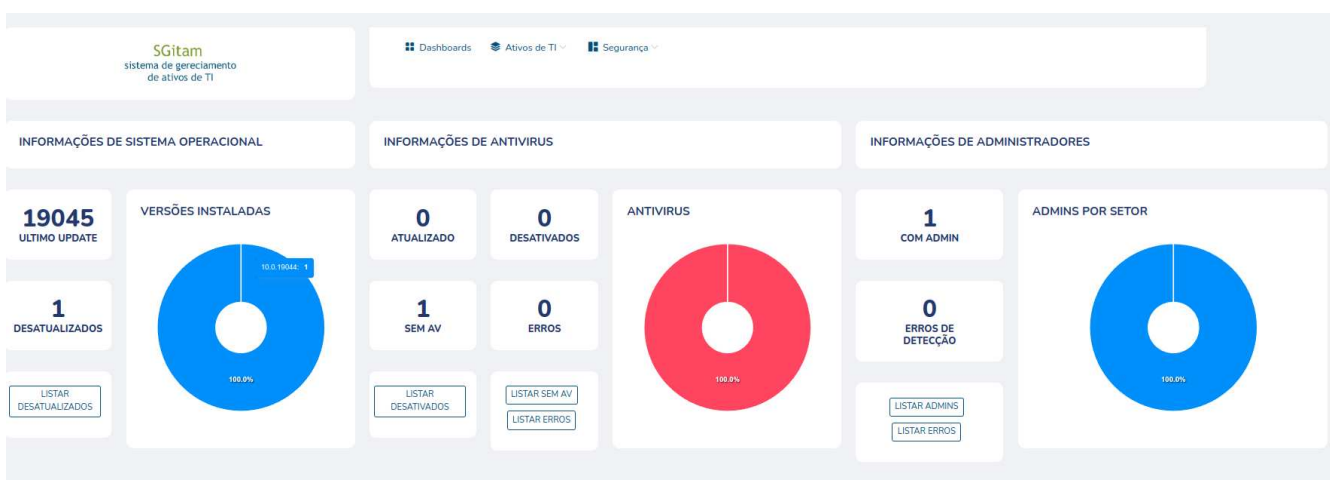 SGitam
sistema de gereciamento
de ativos de TI
Dashboards
Ativos de TI
Segurança
INFORMAÇÕES DE SISTEMA OPERACIONAL
INFORMAÇÕES DE ANTIVIRUS
INFORMAÇÕES DE ADMINISTRADORES
19045
ULTIMO UPDATE
1
DESATUALIZADOS
LISTAR
DESATUALIZADOS
VERSÕES INSTALADAS
10.0.19044: 1
100.0%
0
ATUALIZADO
0
DESATIVADOS
1
SEM AV
0
ERROS
LISTAR
DESATIVADOS
LISTAR SEM AV
LISTAR ERROS
ANTIVIRUS
100.0%
1
COM ADMIN
0
ERROS DE
DETECÇÃO
LISTAR ADMINS
LISTAR ERROS
ADMINS POR SETOR
100.0%